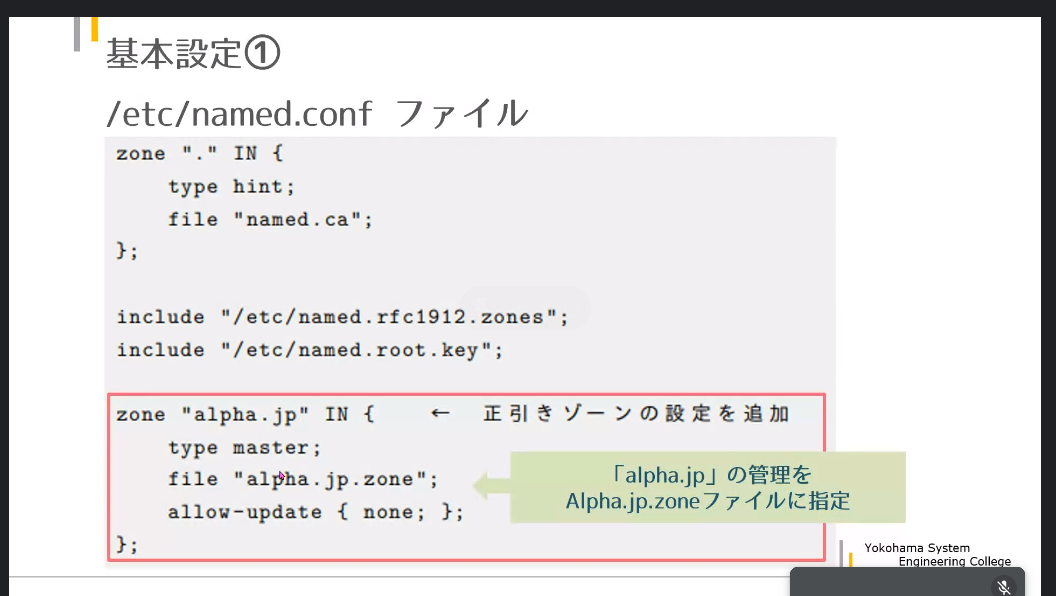 基本設定①
/etc/named.conf ファイル
zone "." IN {
type hint;
file "named.ca";
};
include "/etc/named.rfc1912.zones";
include "/etc/named.root.key";
zone "alpha.jp" IN { ← 正引きゾーンの設定を追加
type master;
file "alpha.jp.zone";
allow-update { none; };
};
「alpha.jp」の管理を
Alpha.jp.zoneファイルに指定
Yokohama System
Engineering College